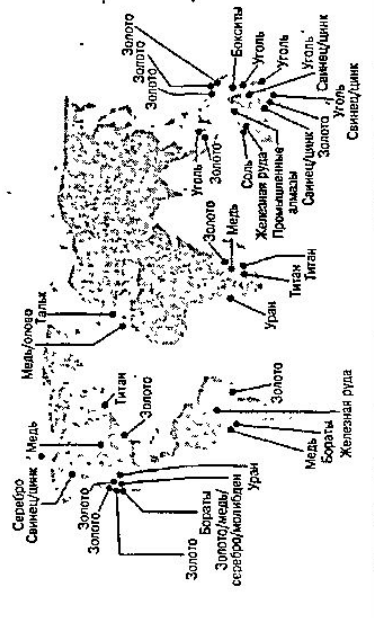 Серебро
Свинец/цинк
Медь
Титан
Золото
Золото
Золото
Золото
Бораты
Золото/медь/
серебро/молибден
Уран
Медь
Бораты
Железная руда
Золото
Медь/олово
Тальк
Золото
Медь
Уран
Титан
Титан
Уголь
Золото
Золото
Золото
Золото
Бокситы
Уголь
Уголь
Уголь
Свинец/цинк
Соль
Железная руда
Промышленные
алмазы
Свинец/цинк
Золото
Уголь
Свинец/цинк